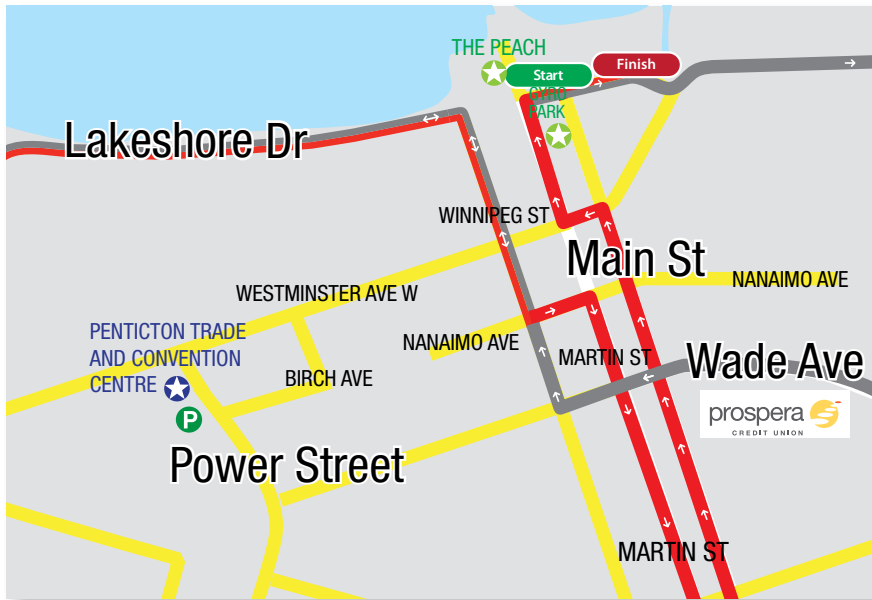 THE PEACH
Start
Finish
GYRO
PARK
Lakeshore Dr
WINNIPEG ST
Main St
WESTMINSTER AVE W
NANAIMO AVE
PENTICTON TRADE
AND CONVENTION
CENTRE
NANAIMO AVE
MARTIN ST
Wade Ave
BIRCH AVE
P
prospera
CREDIT UNION
Power Street
MARTIN ST